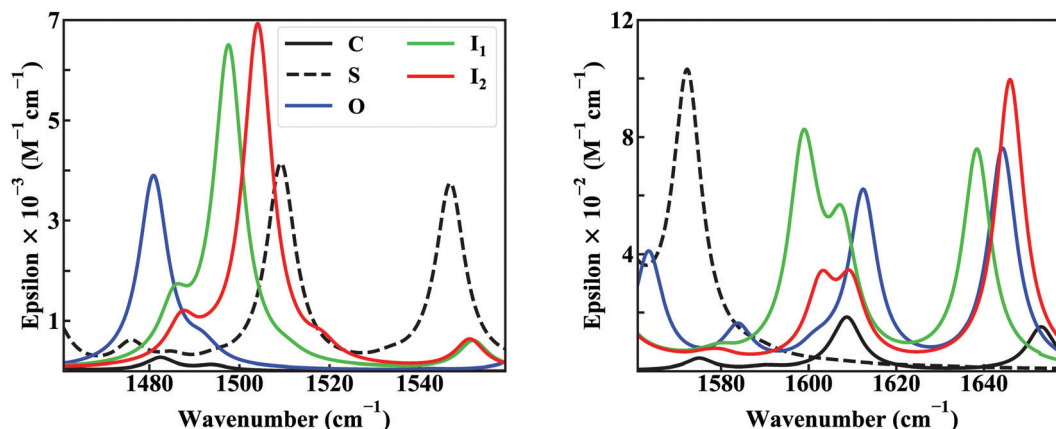 Epsilon × 10⁻³ (M⁻¹ cm⁻¹)
7
5
3
1
C
S
O
I₁
I₂
1480 1500 1520 1540
Wavenumber (cm⁻¹)
Epsilon × 10⁻² (M⁻¹ cm⁻¹)
12
8
4
1580 1600 1620 1640
Wavenumber (cm⁻¹)